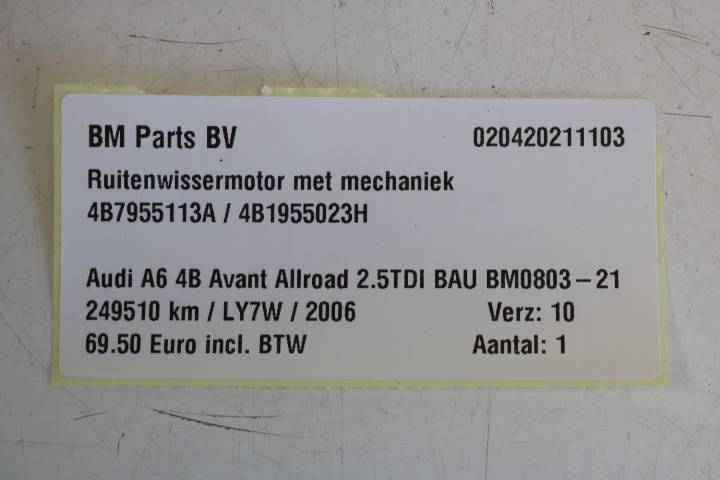 BM Parts BV 020420211103
Ruitenwissermotor met mechaniek
4B7955113A / 4B1955023H
Audi A6 4B Avant Allroad 2.5TDI BAU BM0803-21
249510 km / LY7W / 2006 Verz: 10
69.50 Euro incl. BTW Aantal: 1